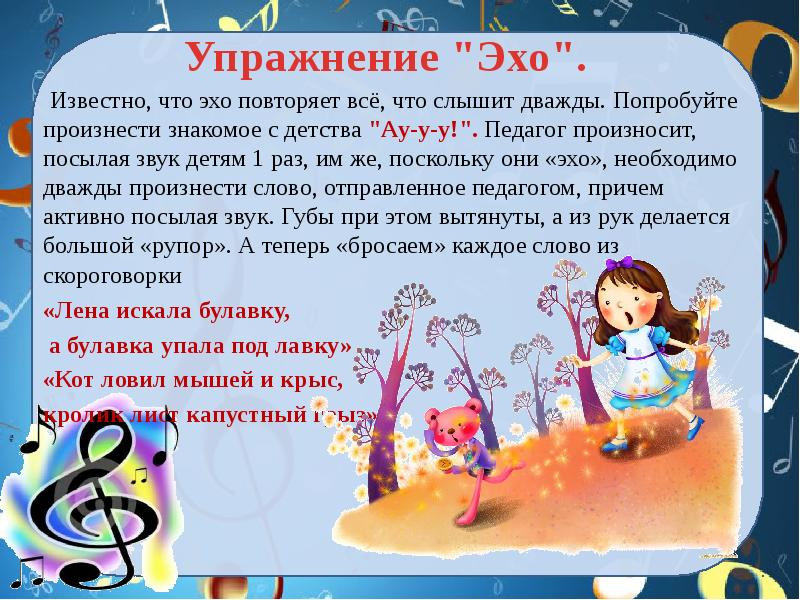 Упражнение "Эхо".
Известно, что эхо повторяет всё, что слышит дважды. Попробуйте
произнести знакомое с детства "Ау-у-у!". Педагог произносит,
посылая звук детям 1 раз, им же, поскольку они «эхо», необходимо
дважды произнести слово, отправленное педагогом, причем
активно посылая звук. Губы при этом вытянуты, а из рук делается
большой «рупор». А теперь «бросаем» каждое слово из
скороговорки
«Лена искала булавку,
а булавка упала под лавку»
«Кот ловил мышей и крыс,
кролик лист капустный грыз»